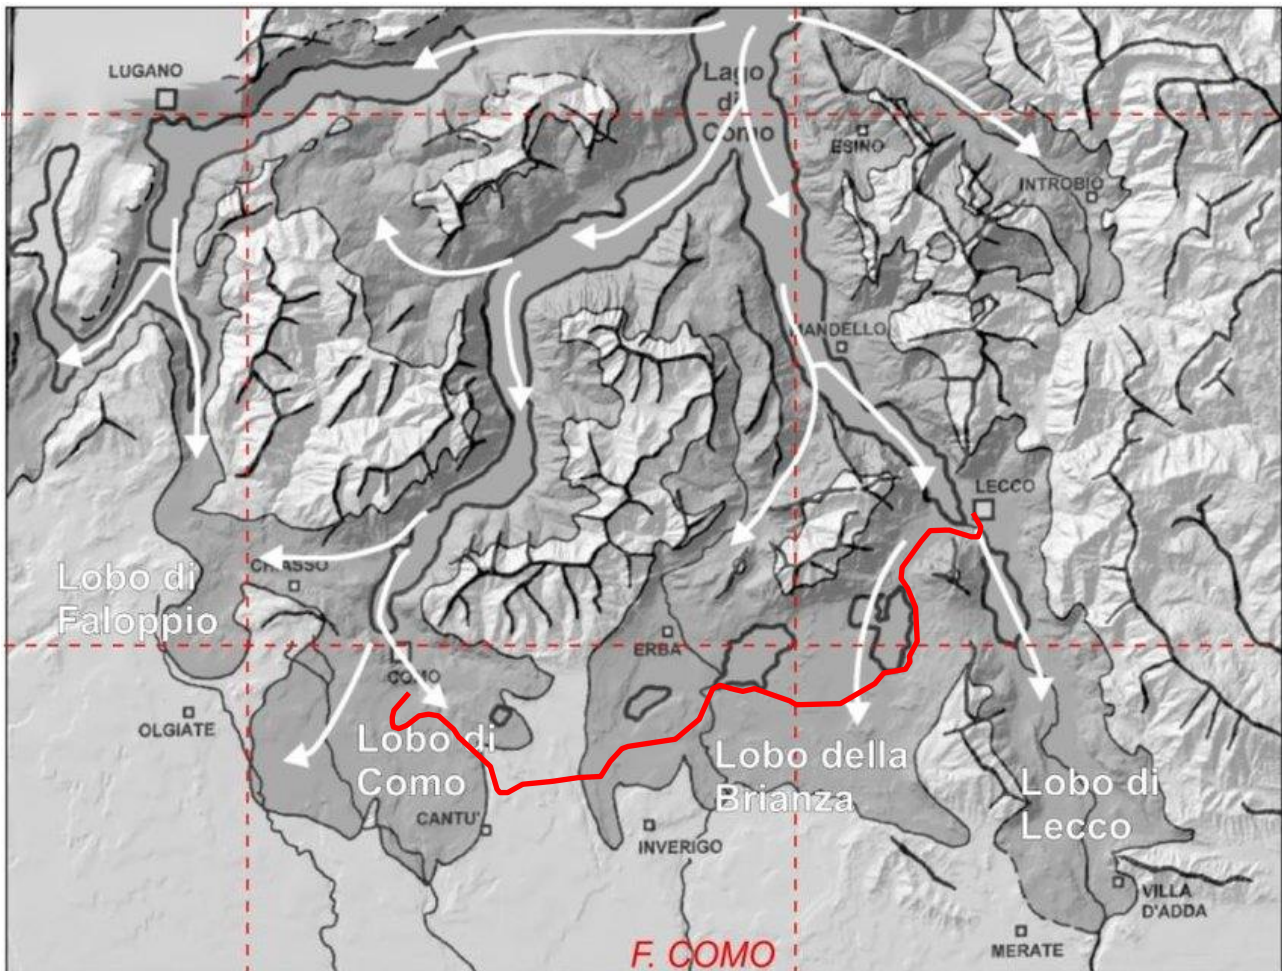 LUGANO
Lago
di
Como
ESINO
INTROBIO
MANDELLO
LECCO
CHIASSO
Lobo di
Faloppio
ERBA
COMO
OLGIATE
Lobo di
Como
Lobo della
Brianza
Lobo di
Lecco
CANTU'
INVERIGO
VILLA
D'ADDA
MERATE
F. COMO